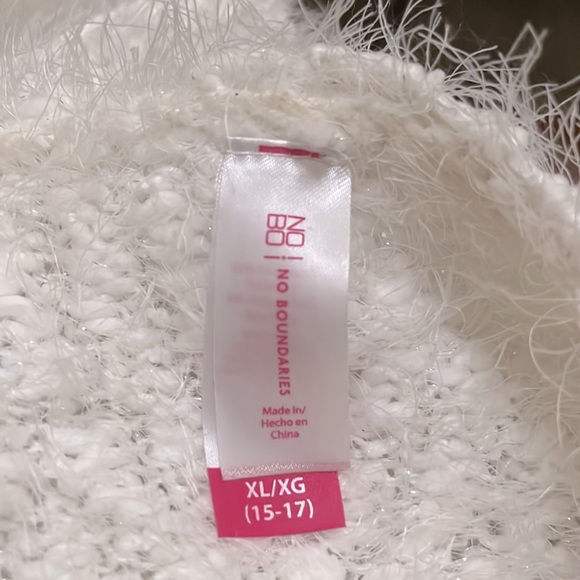 NO
BO
NO BOUNDARIES
Made in/
Hecho en
China
XL/XG
(15-17)